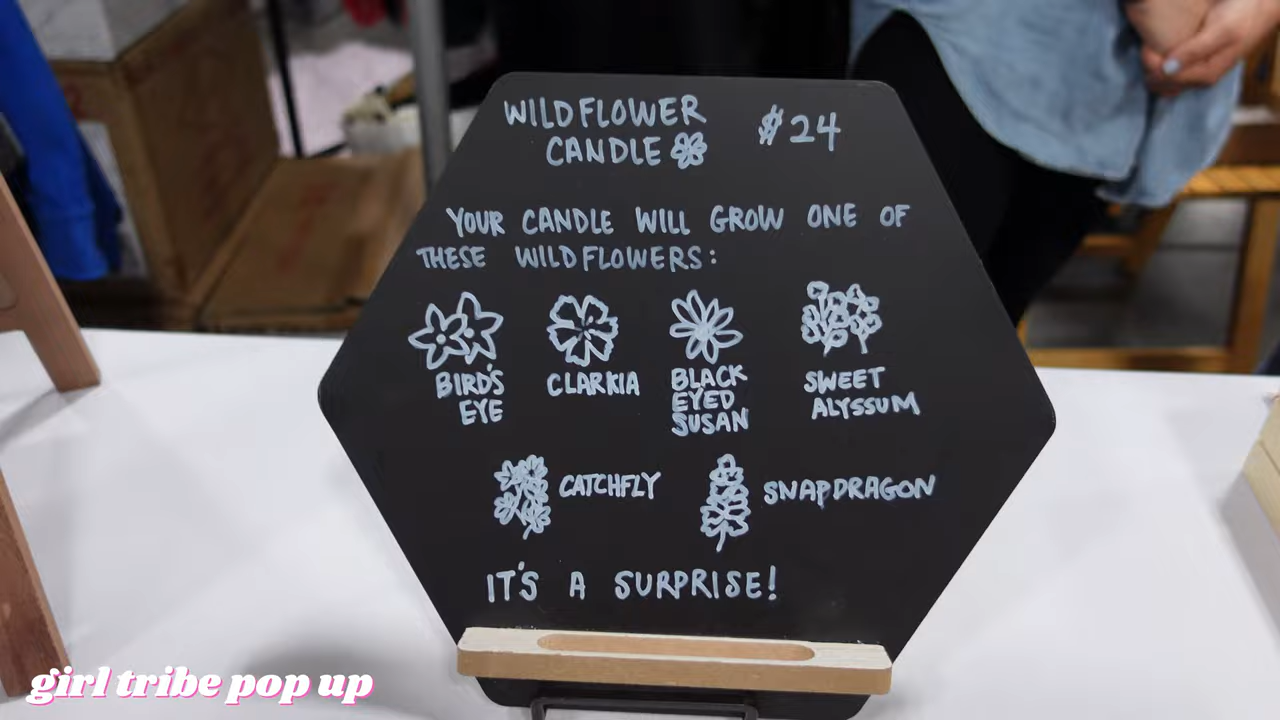 WILDFLOWER
CANDLE
$24
YOUR CANDLE WILL GROW ONE OF
THESE WILDFLOWERS:
BIRD'S
EYE
CLARKIA
BLACK
EYED
SUSAN
SWEET
ALYSSUM
CATCHFLY
SNAPDRAGON
IT'S A SURPRISE!
girl tribe pop up